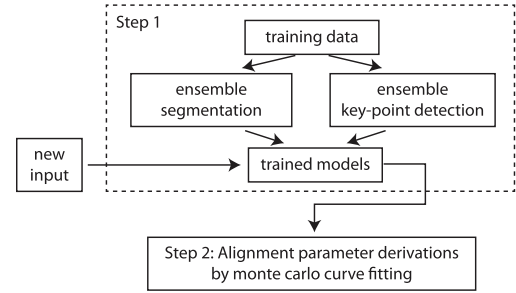 Step 1
training data
ensemble
segmentation
ensemble
key-point detection
new
input
trained models
Step 2: Alignment parameter derivations
by monte carlo curve fitting